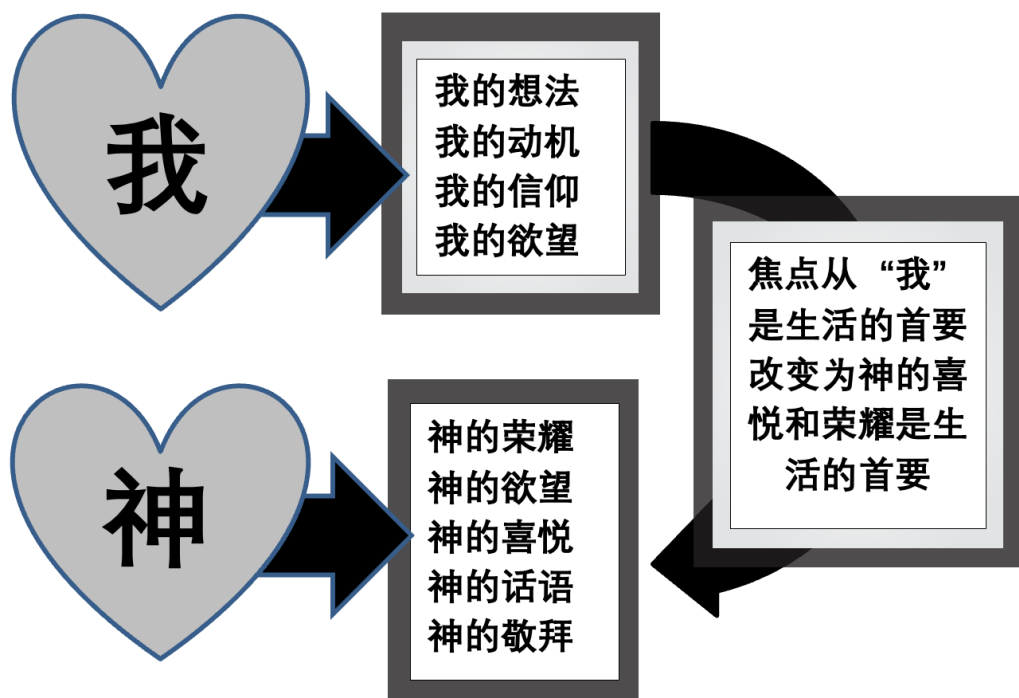 我
我的想法
我的动机
我的信仰
我的欲望
焦点从 “我”
是生活的首要
改变为神的喜
悦和荣耀是生
活的首要
神
神的荣耀
神的欲望
神的喜悦
神的话语
神的敬拜